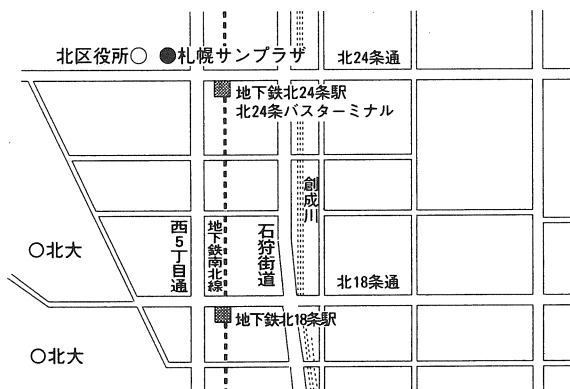 北区役所○ ●札幌サンプラザ
北24条通
地下鉄北24条駅
北24条バスターミナル
創成川
西5丁目通
地下鉄南北線
石狩街道
○北大
北18条通
地下鉄北18条駅
○北大